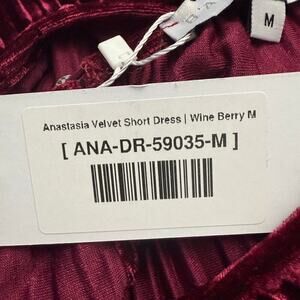 M
Anastasia Velvet Short Dress | Wine Berry M
[ ANA-DR-59035-M ]